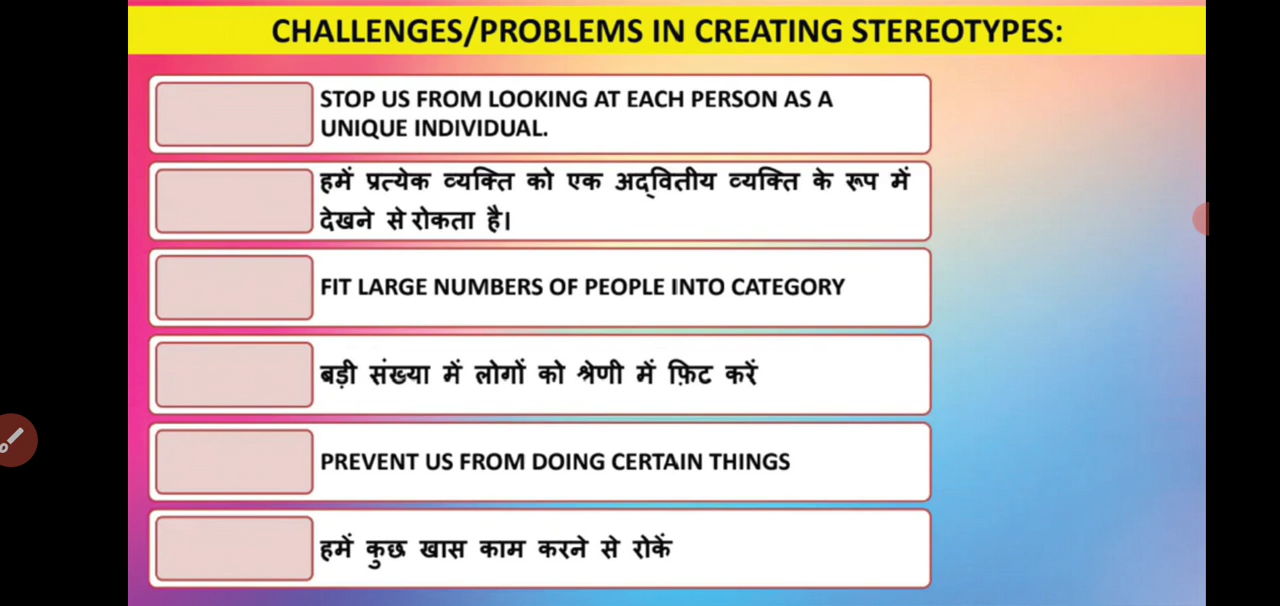 CHALLENGES/PROBLEMS IN CREATING STEREOTYPES:
STOP US FROM LOOKING AT EACH PERSON AS A
UNIQUE INDIVIDUAL.
हमें प्रत्येक व्यक्ति को एक अद्वितीय व्यक्ति के रूप में
देखने से रोकता है।
FIT LARGE NUMBERS OF PEOPLE INTO CATEGORY
बड़ी संख्या में लोगों को श्रेणी में फ़िट करें
PREVENT US FROM DOING CERTAIN THINGS
हमें कुछ खास काम करने से रोकें